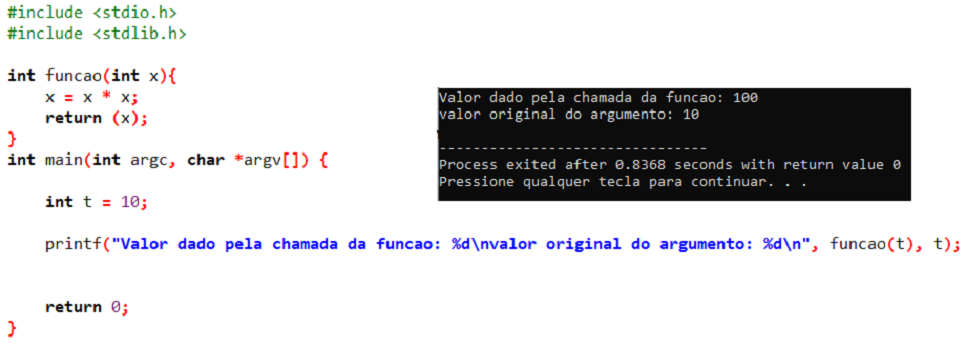 #include <stdio.h>
#include <stdlib.h>
int funcao(int x){
x = x * x;
return (x);
}
int main(int argc, char *argv[]) {
int t = 10;
printf("Valor dado pela chamada da funcao: %d\nvalor original do argumento: %d\n", funcao(t), t);
return 0;
}
Valor dado pela chamada da funcao: 100
valor original do argumento: 10
--------------------------------
Process exited after 0.8368 seconds with return value 0
Pressione qualquer tecla para continuar. . .